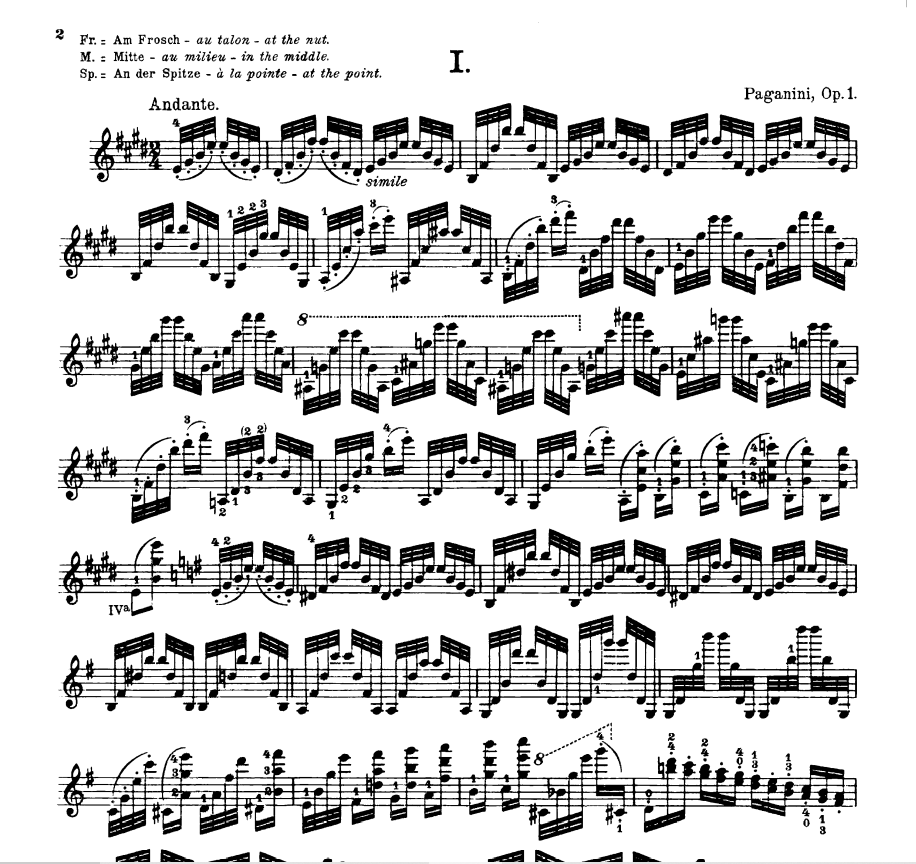 2
Fr. = Am Frosch - au talon - at the nut.
M. = Mitte - au milieu - in the middle.
Sp. = An der Spitze - à la pointe - at the point.
I.
Paganini, Op. 1.
Andante.
simile
8
IVa
8